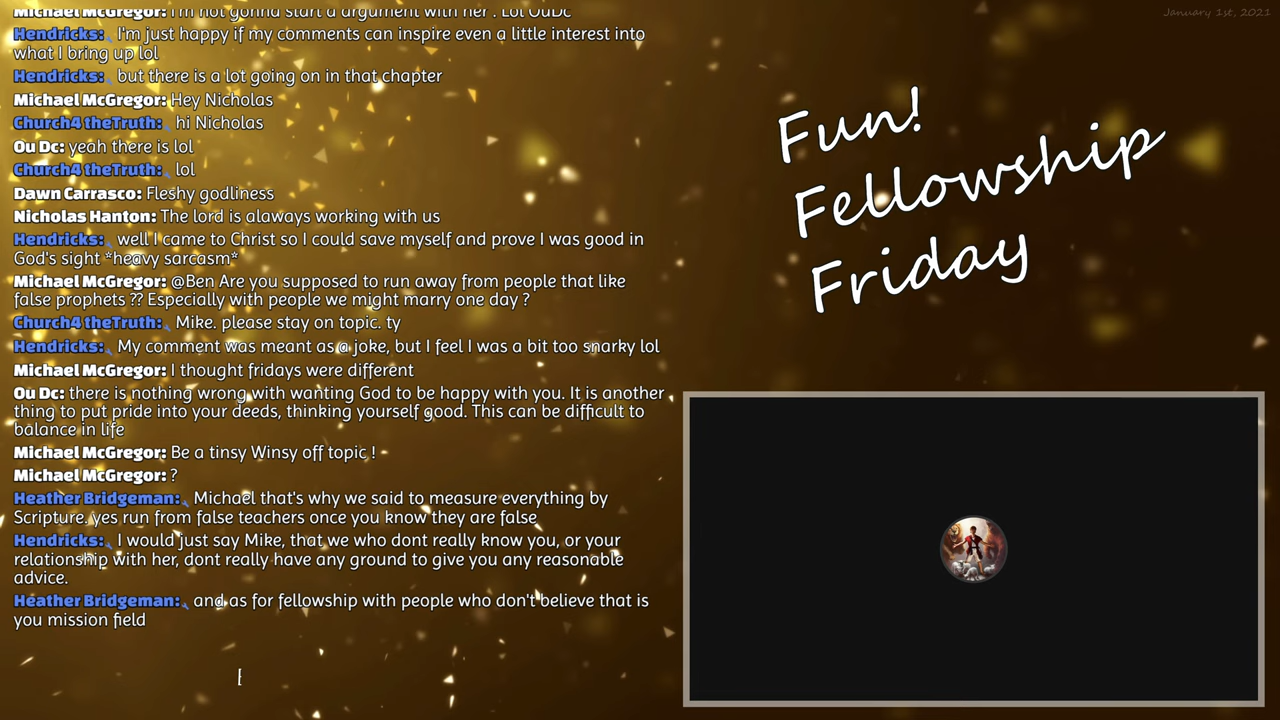 Michael McGregor: I'm not gonna start a argument with her . Lol OuDc
Hendricks: I'm just happy if my comments can inspire even a little interest into
what I bring up lol
Hendricks: but there is a lot going on in that chapter
Michael McGregor: Hey Nicholas
Church4 theTruth: hi Nicholas
Ou Dc: yeah there is lol
Church4 theTruth: lol
Dawn Carrasco: Fleshy godliness
Nicholas Hanton: The lord is alaways working with us
Hendricks: well I came to Christ so I could save myself and prove I was good in
God's sight *heavy sarcasm*
Michael McGregor: @Ben Are you supposed to run away from people that like
false prophets ?? Especially with people we might marry one day ?
Church4 theTruth: Mike. please stay on topic. ty
Hendricks: My comment was meant as a joke, but I feel I was a bit too snarky lol
Michael McGregor: I thought fridays were different
Ou Dc: there is nothing wrong with wanting God to be happy with you. It is another
thing to put pride into your deeds, thinking yourself good. This can be difficult to
balance in life
Michael McGregor: Be a tinsy Winsy off topic !
Michael McGregor: ?
Heather Bridgeman: Michael that's why we said to measure everything by
Scripture. yes run from false teachers once you know they are false
Hendricks: I would just say Mike, that we who dont really know you, or your
relationship with her, dont really have any ground to give you any reasonable
advice.
Heather Bridgeman: and as for fellowship with people who don't believe that is
you mission field
January 1st, 2021
Fun!
Fellowship
Friday